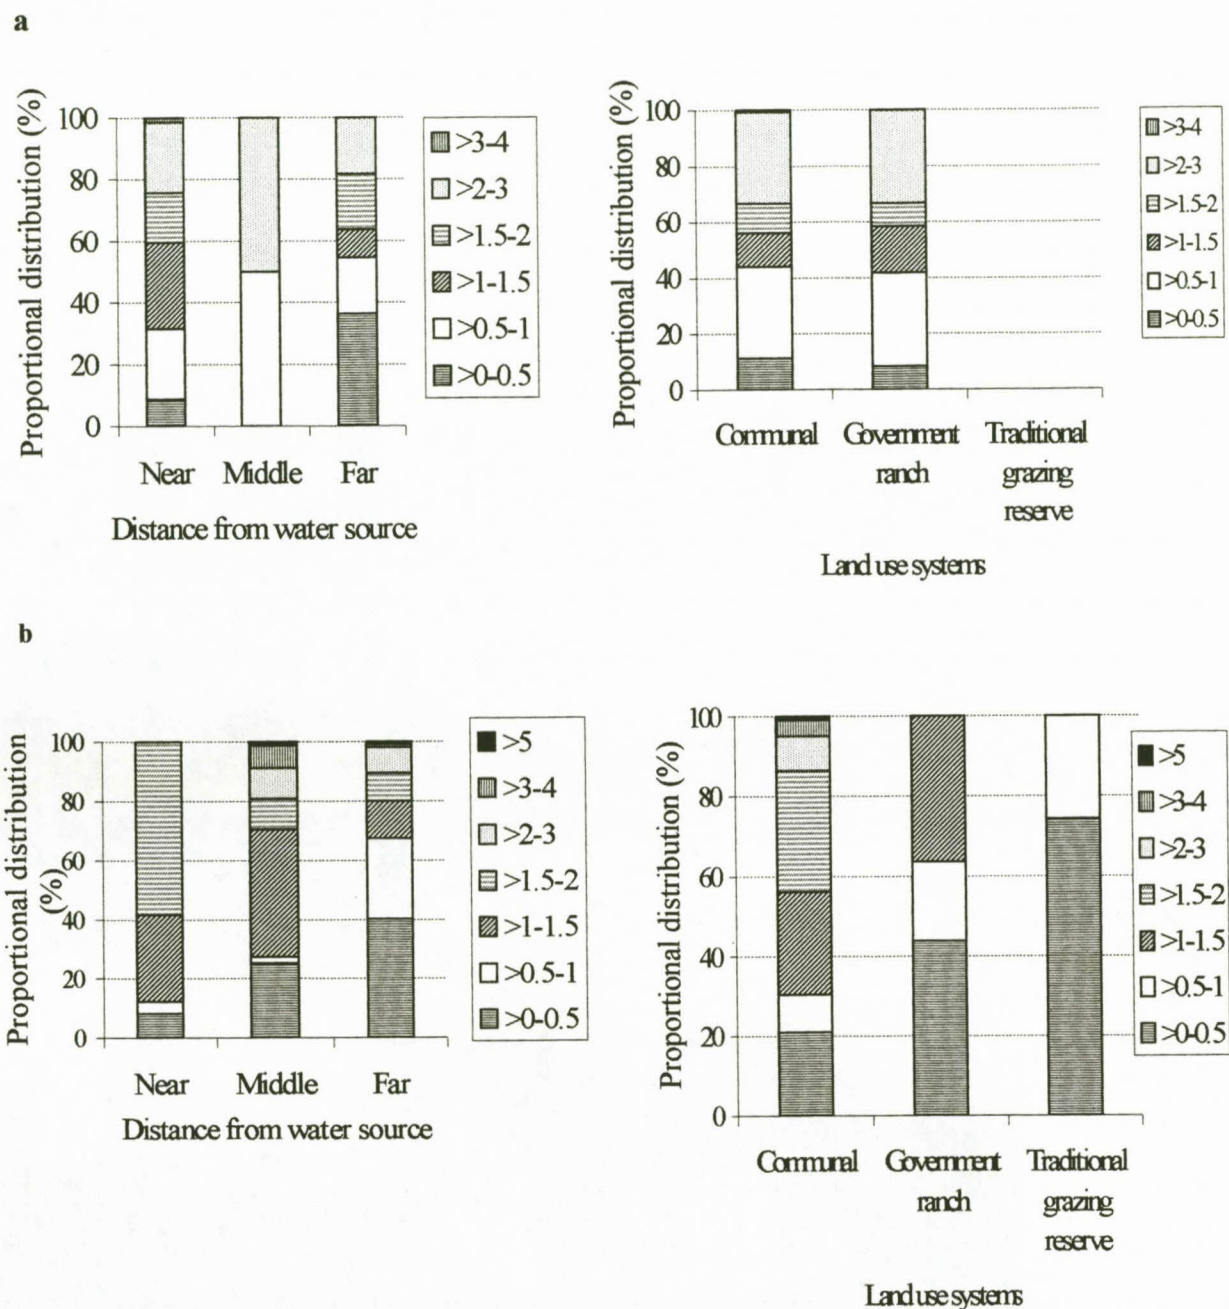 a
Proportional distribution (%)
100
80
60
40
20
0
Near Middle Far
Distance from water source
>3-4
>2-3
>1.5-2
>1-1.5
>0.5-1
>0-0.5
Proportional distribution (%)
100
80
60
40
20
0
Communal Government Traditional
ranch grazing
reserve
Land use systems
>3-4
>2-3
>1.5-2
>1-1.5
>0.5-1
>0-0.5
b
Proportional distribution
(%)
100
80
60
40
20
0
Near Middle Far
Distance from water source
>5
>3-4
>2-3
>1.5-2
>1-1.5
>0.5-1
>0-0.5
Proportional distribution (%)
100
80
60
40
20
0
Communal Government Traditional
ranch grazing
reserve
Land use systems
>5
>3-4
>2-3
>1.5-2
>1-1.5
>0.5-1
>0-0.5